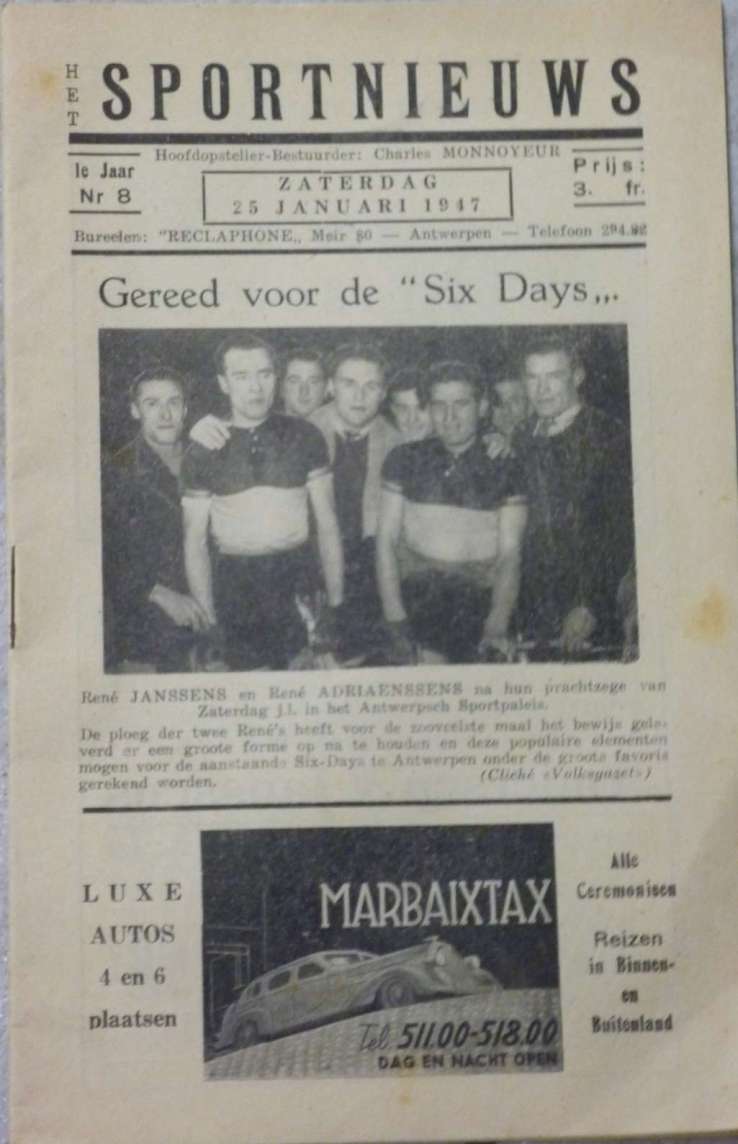 HET
SPORTNIEUWS
1e Jaar
Nr 8
Hoofdopsteller-Bestuurder: Charles MONNOYEUR
ZATERDAG
25 JANUARI 1947
Prijs:
3. fr.
Bureelen: "RECLAPHONE„ Meir 80 — Antwerpen — Telefoon 294.82
Gereed voor de "Six Days„.
René JANSSENS en René ADRIAENSSENS na hun prachtzege van
Zaterdag j.l. in het Antwerpsch Sportpaleis.
De ploeg der twee René's heeft voor de zooveelste maal het bewijs gele-
verd er een groote forme op na te houden en deze populaire elementen
mogen voor de aanstaande Six-Days te Antwerpen onder de groote favoris
gerekend worden.
(Cliché «Volksgazet»)
LUXE
AUTOS
4 en 6
plaatsen
MARBAIXTAX
Tel 511.00-518.00
DAG EN NACHT OPEN
Alle
Ceremoniën
Reizen
in Binnen-
en
Buitenland